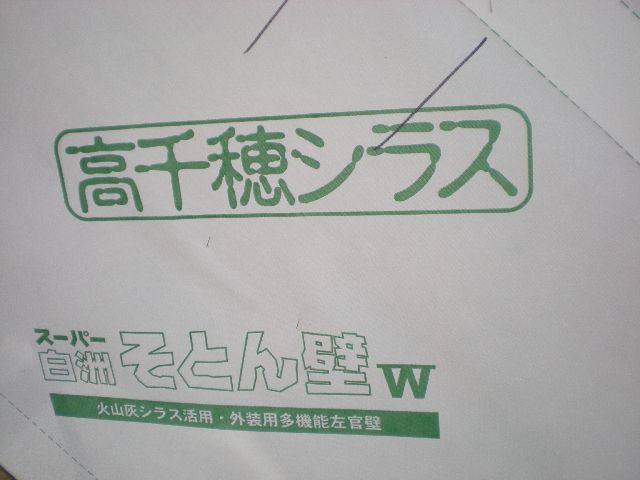 高千穂シラス
スーパー
白洲そとん壁W
火山灰シラス活用・外装用多機能左官壁